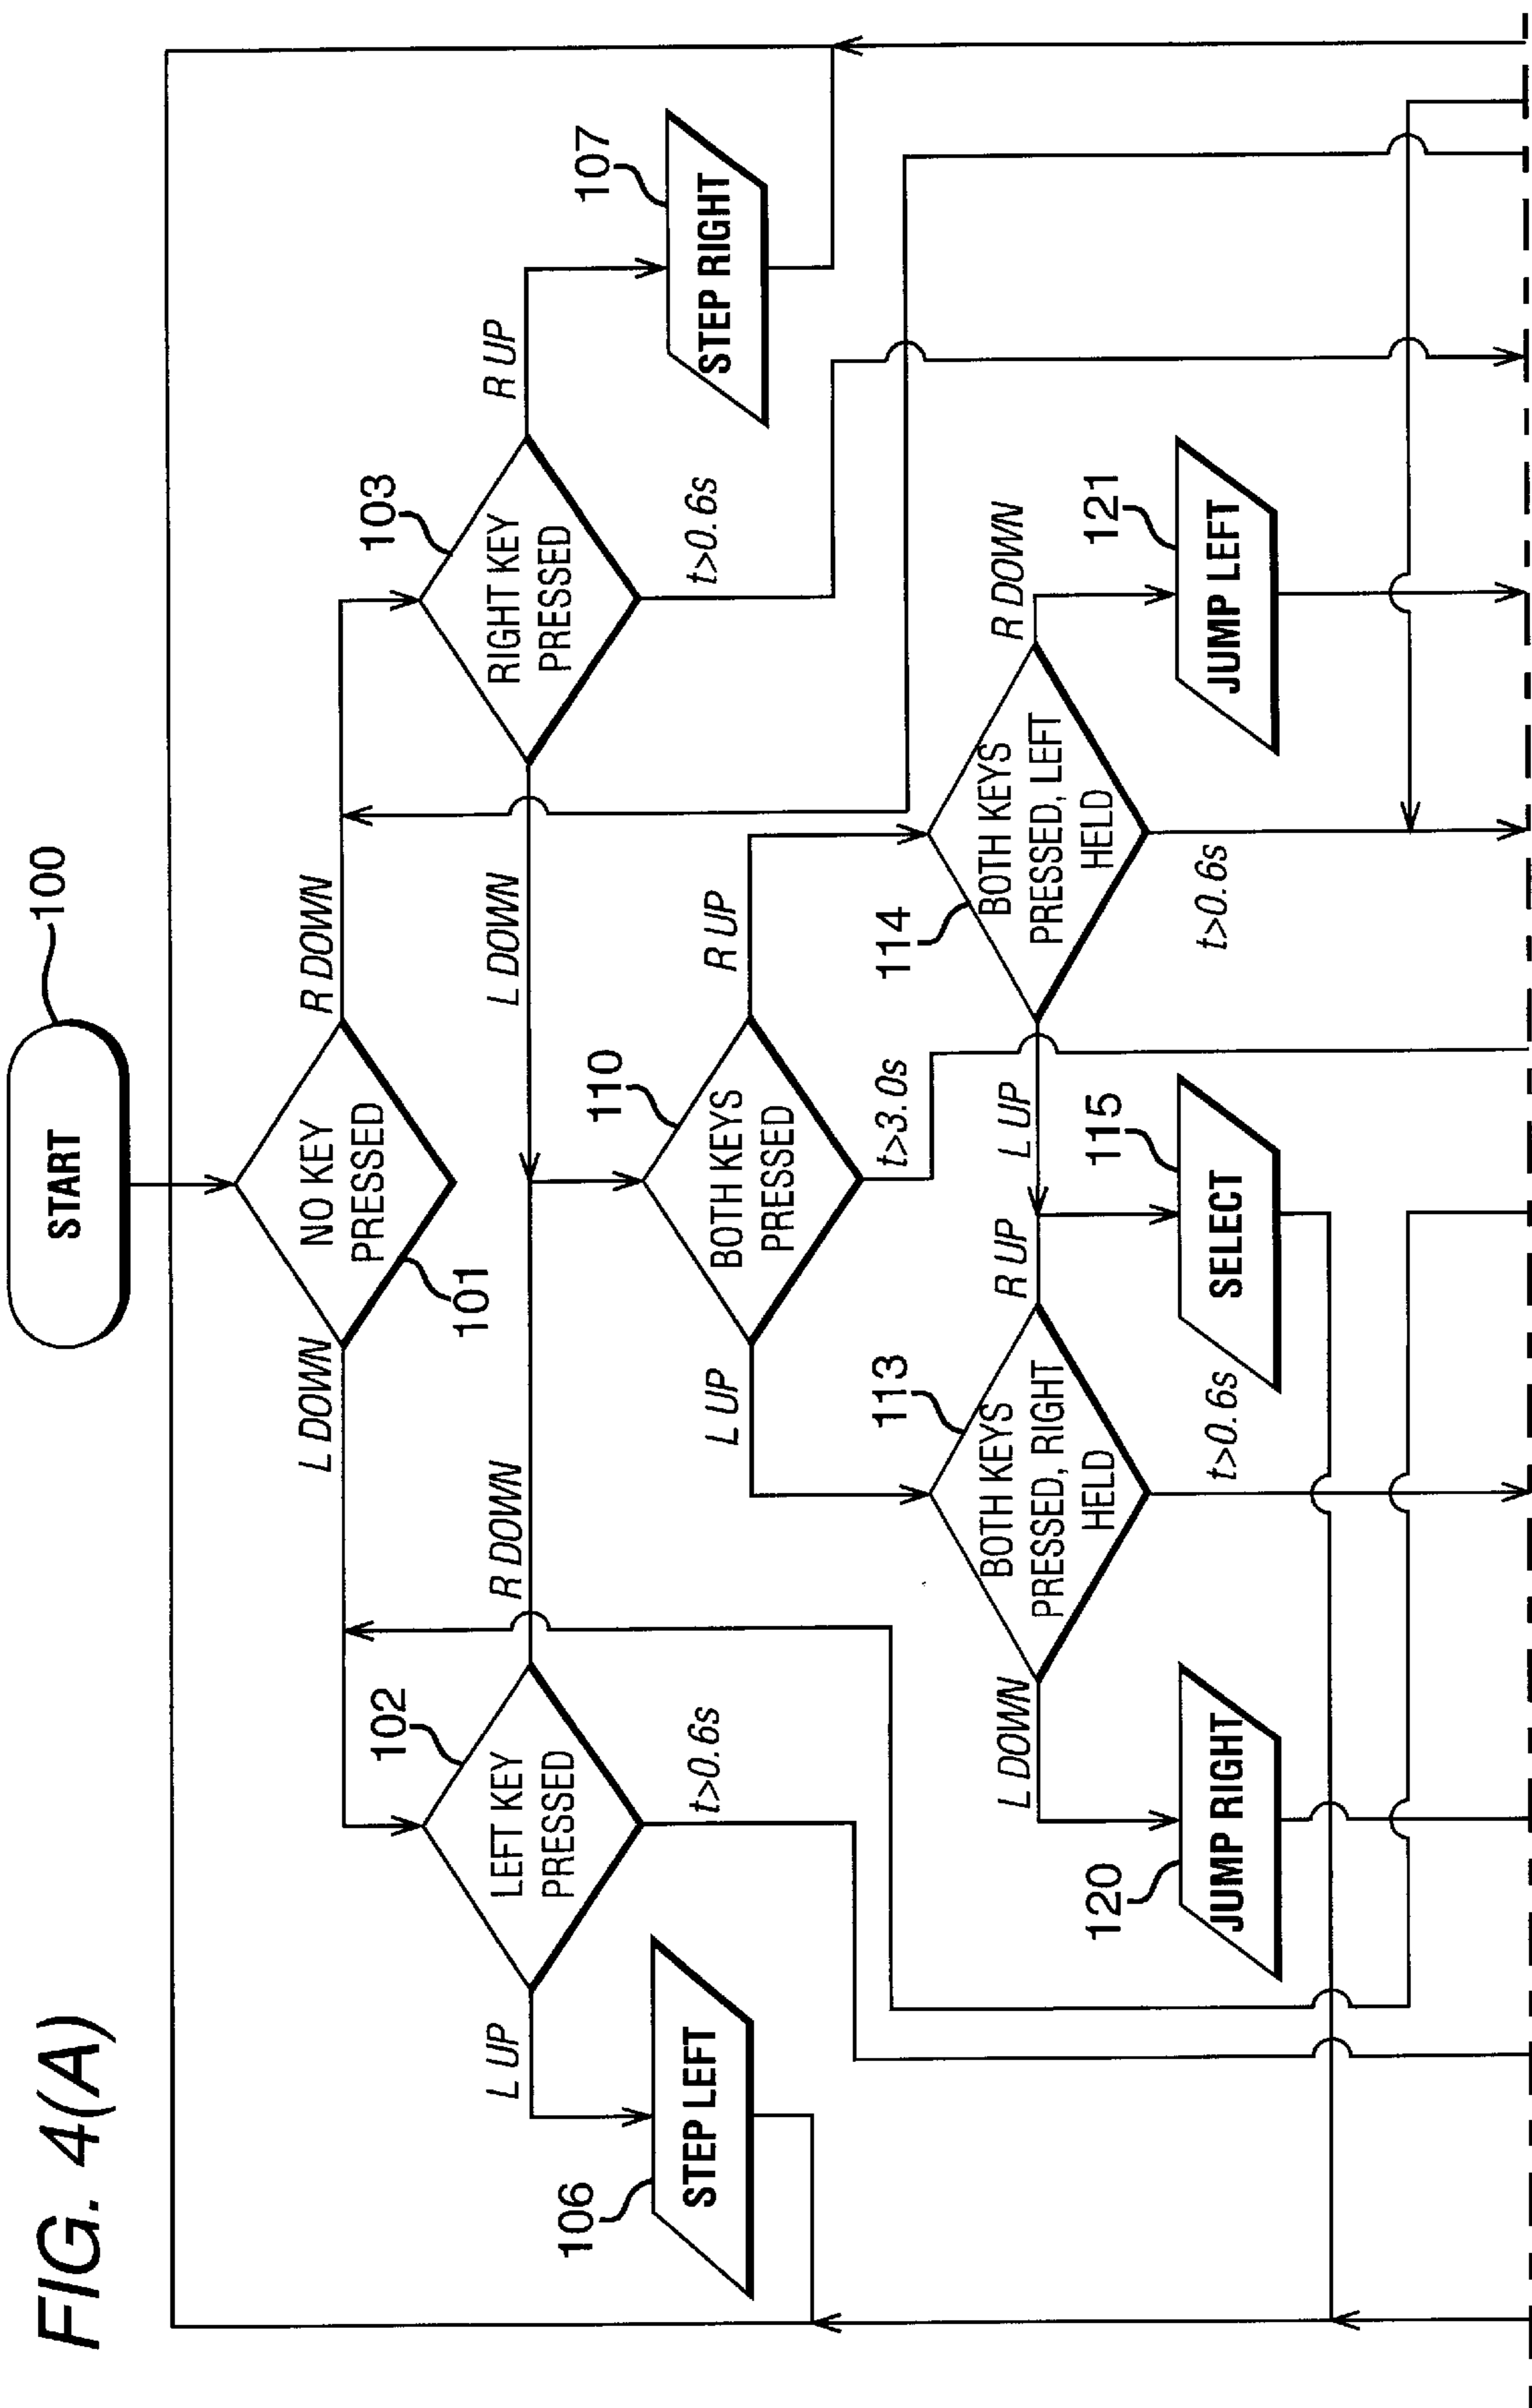 FIG. 4(A)
START
100
L DOWN
NO KEY
PRESSED
R DOWN
101
102
LEFT KEY
PRESSED
L UP
R DOWN
t>0.6s
103
RIGHT KEY
PRESSED
L DOWN
R UP
t>0.6s
106
STEP LEFT
107
STEP RIGHT
110
BOTH KEYS
PRESSED
L UP
R UP
t>3.0s
113
BOTH KEYS
PRESSED, RIGHT
HELD
L DOWN
R UP
t>0.6s
114
BOTH KEYS
PRESSED, LEFT
HELD
L UP
R DOWN
t>0.6s
120
JUMP RIGHT
115
SELECT
121
JUMP LEFT